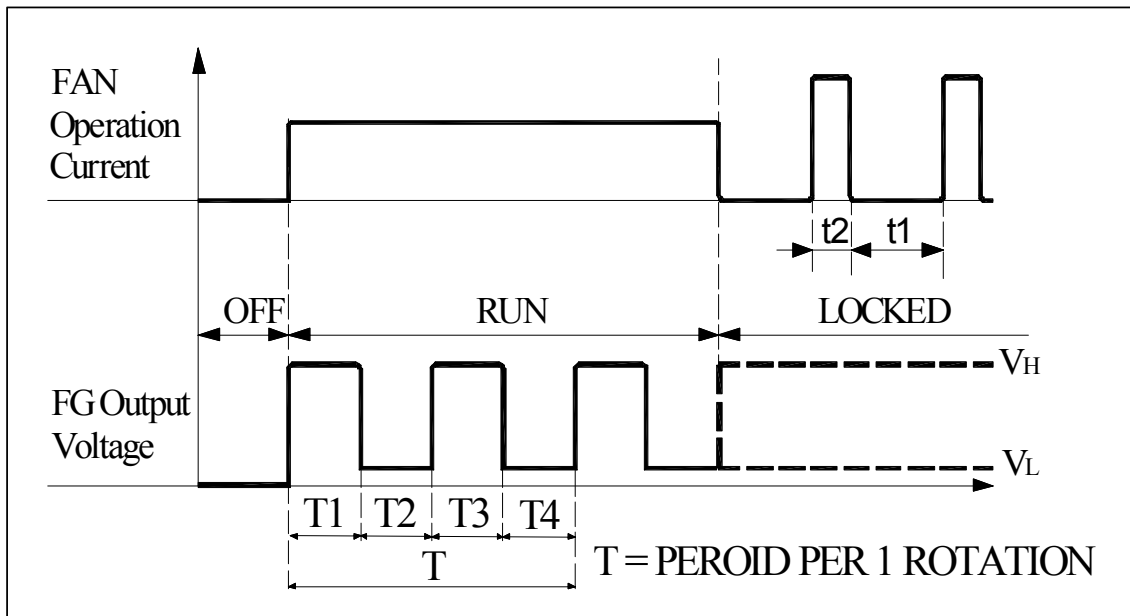 FAN
Operation
Current
t2
t1
OFF
RUN
LOCKED
FG Output
Voltage
VH
VL
T1
T2
T3
T4
T
T = PEROID PER 1 ROTATION